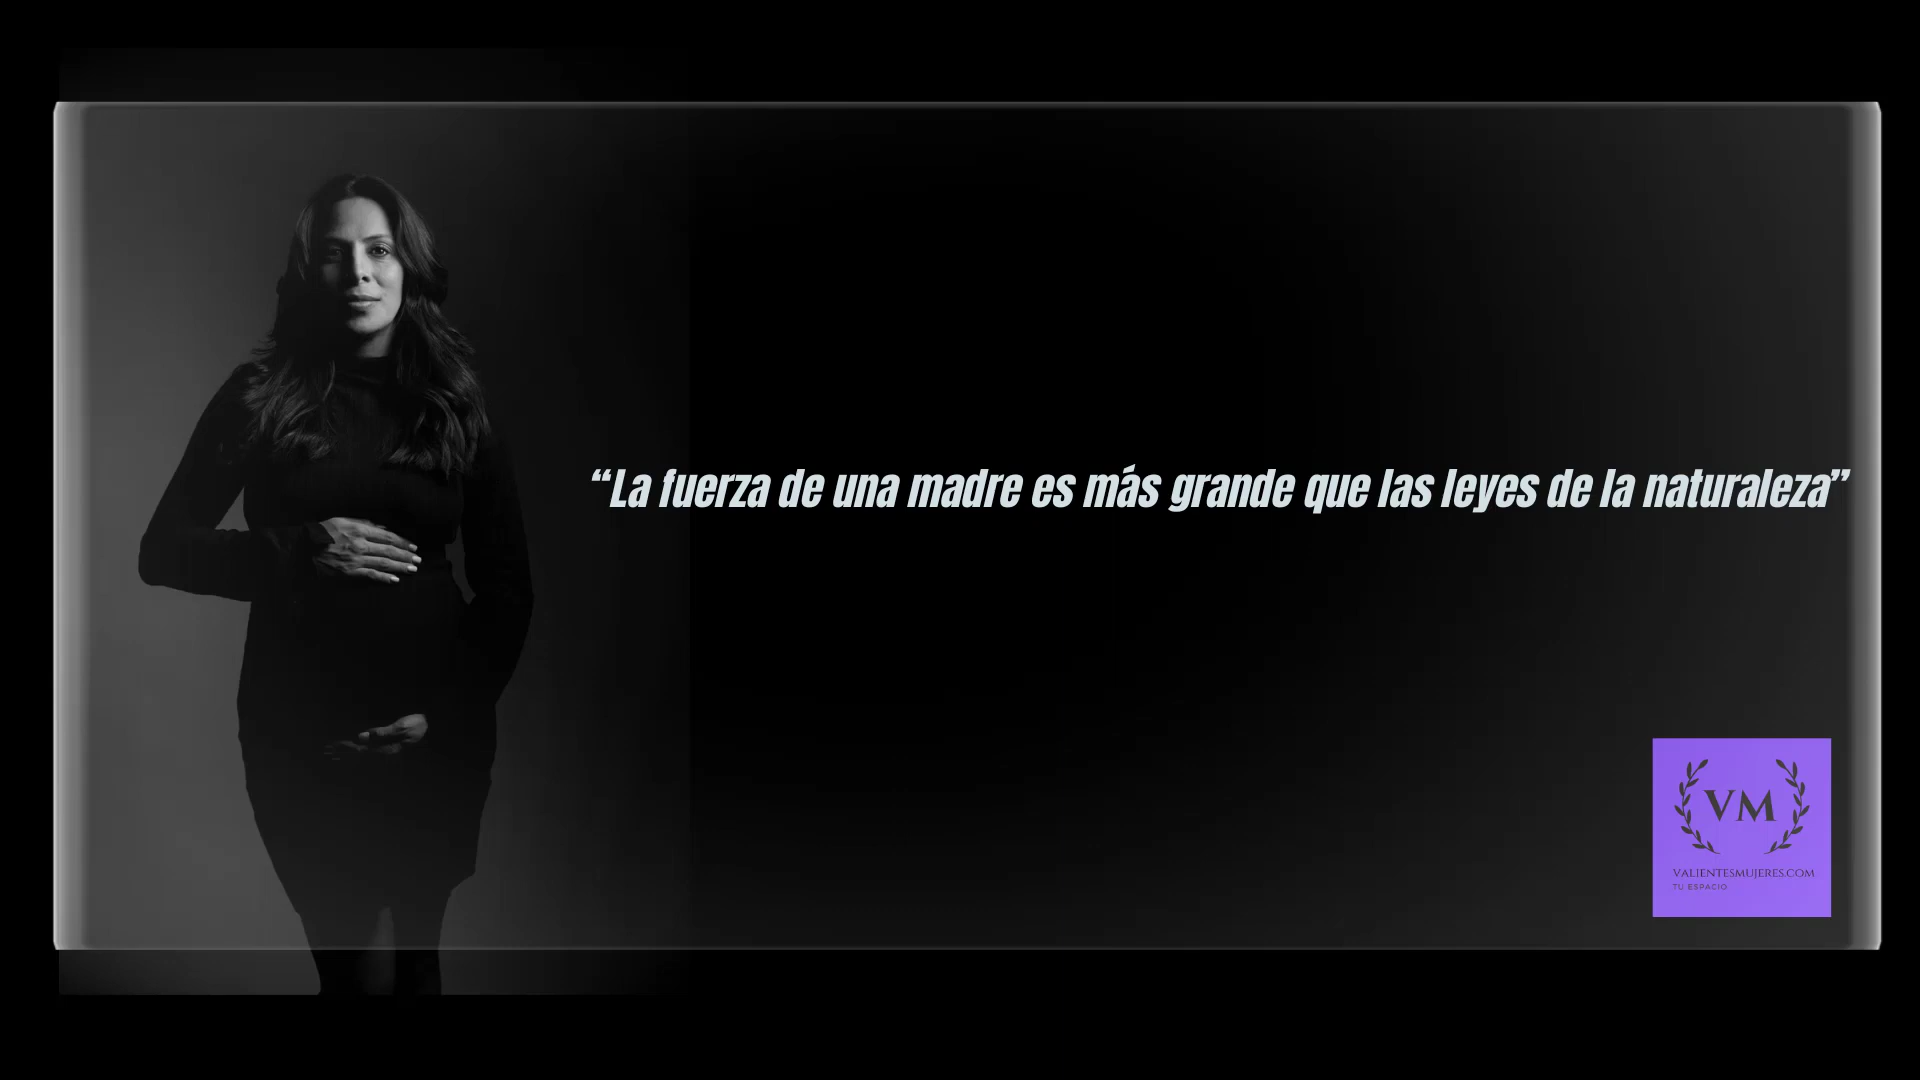 “La fuerza de una madre es más grande que las leyes de la naturaleza”
VM
VALIENTESMUJERES.COM
TU ESPACIO